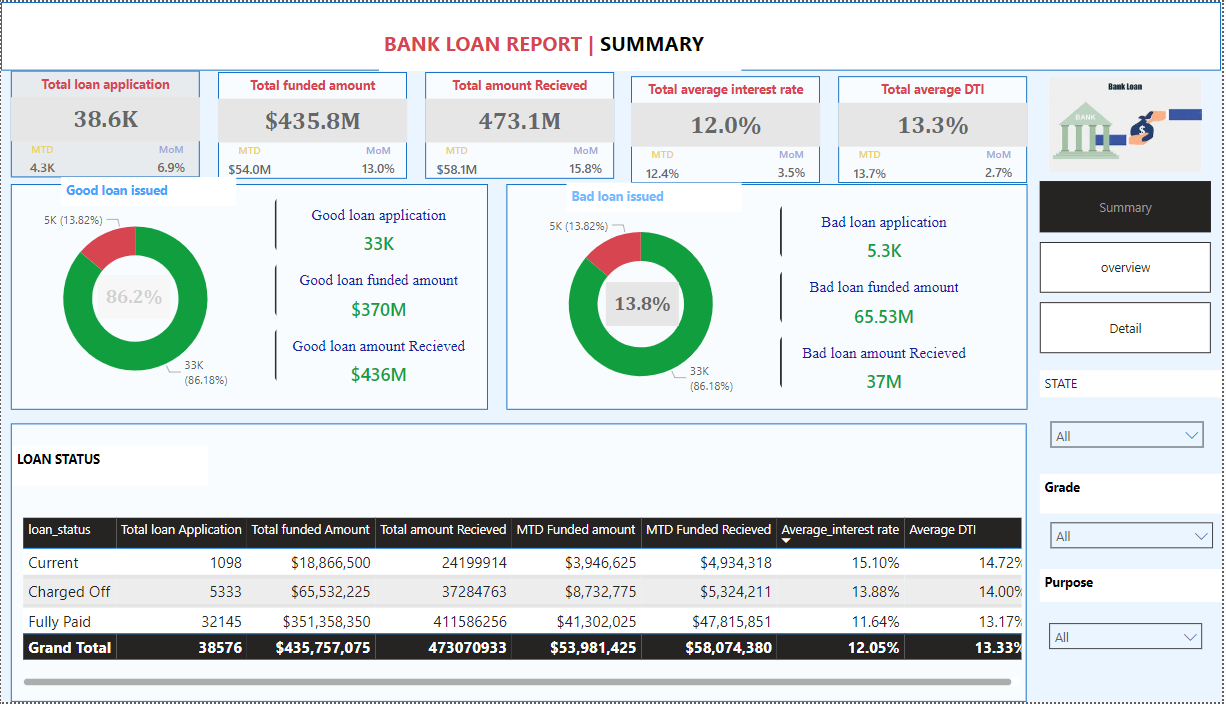 BANK LOAN REPORT | SUMMARY
Total loan application
38.6K
MTD MoM
4.3K 6.9%
Total funded amount
$435.8M
MTD MoM
$54.0M 13.0%
Total amount Recieved
473.1M
MTD MoM
$58.1M 15.8%
Total average interest rate
12.0%
MTD MoM
12.4% 3.5%
Total average DTI
13.3%
MTD MoM
13.7% 2.7%
Bank Loan
BANK
$
Summary
overview
Detail
STATE
All
Grade
All
Purpose
All
Good loan issued
5K (13.82%)
86.2%
33K
(86.18%)
Good loan application
33K
Good loan funded amount
$370M
Good loan amount Recieved
$436M
Bad loan issued
5K (13.82%)
13.8%
33K
(86.18%)
Bad loan application
5.3K
Bad loan funded amount
65.53M
Bad loan amount Recieved
37M
LOAN STATUS
loan_status Total loan Application Total funded Amount Total amount Recieved MTD Funded amount MTD Funded Recieved Average_interest rate Average DTI
Current 1098 $18,866,500 24199914 $3,946,625 $4,934,318 15.10% 14.72%
Charged Off 5333 $65,532,225 37284763 $8,732,775 $5,324,211 13.88% 14.00%
Fully Paid 32145 $351,358,350 411586256 $41,302,025 $47,815,851 11.64% 13.17%
Grand Total 38576 $435,757,075 473070933 $53,981,425 $58,074,380 12.05% 13.33%